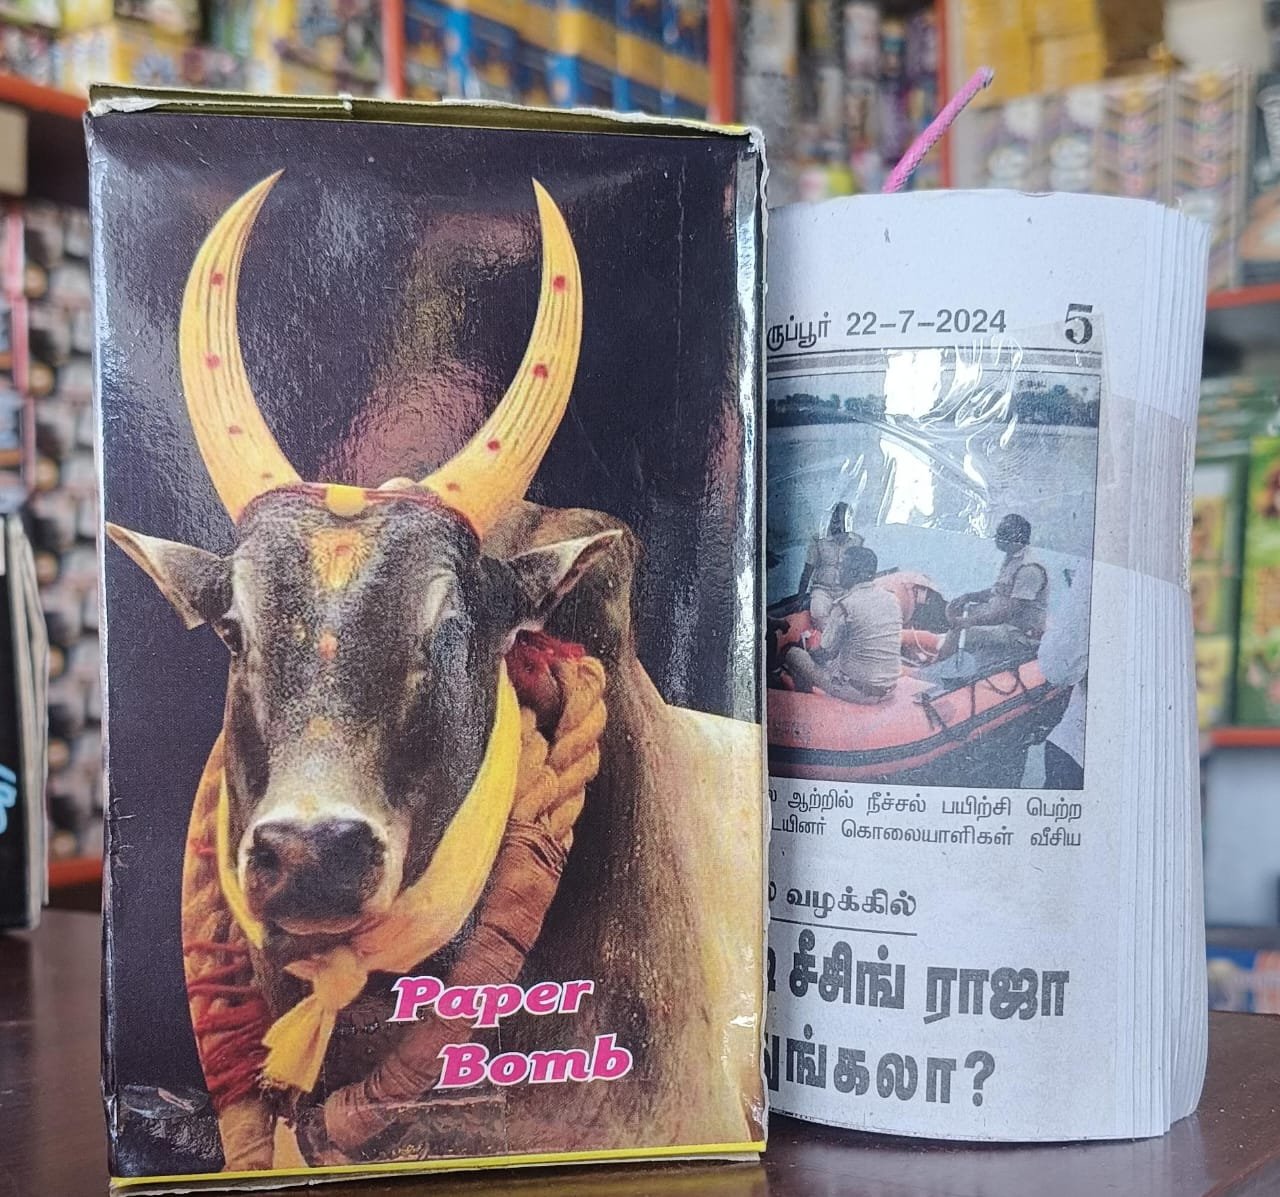 Paper
Bomb
ருப்பூர் 22-7-2024 5
ஆற்றில் நீச்சல் பயிற்சி பெற்ற
டயினர் கொலையாளிகள் வீசிய
வழக்கில்
சீசிங் ராஜா
ங்கலா?